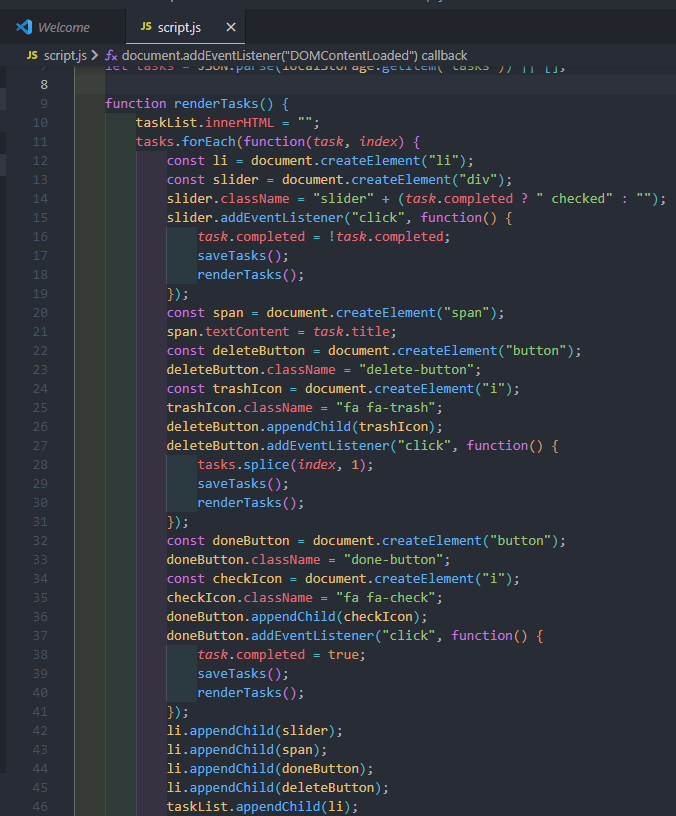 Welcome
JS script.js ×
JS script.js > document.addEventListener("DOMContentLoaded") callback
7 let tasks = JSON.parse(localStorage.getItem("tasks")) || [];
8
9 function renderTasks() {
10 taskList.innerHTML = "";
11 tasks.forEach(function(task, index) {
12 const li = document.createElement("li");
13 const slider = document.createElement("div");
14 slider.className = "slider" + (task.completed ? " checked" : "");
15 slider.addEventListener("click", function() {
16 task.completed = !task.completed;
17 saveTasks();
18 renderTasks();
19 });
20 const span = document.createElement("span");
21 span.textContent = task.title;
22 const deleteButton = document.createElement("button");
23 deleteButton.className = "delete-button";
24 const trashIcon = document.createElement("i");
25 trashIcon.className = "fa fa-trash";
26 deleteButton.appendChild(trashIcon);
27 deleteButton.addEventListener("click", function() {
28 tasks.splice(index, 1);
29 saveTasks();
30 renderTasks();
31 });
32 const doneButton = document.createElement("button");
33 doneButton.className = "done-button";
34 const checkIcon = document.createElement("i");
35 checkIcon.className = "fa fa-check";
36 doneButton.appendChild(checkIcon);
37 doneButton.addEventListener("click", function() {
38 task.completed = true;
39 saveTasks();
40 renderTasks();
41 });
42 li.appendChild(slider);
43 li.appendChild(span);
44 li.appendChild(doneButton);
45 li.appendChild(deleteButton);
46 taskList.appendChild(li);